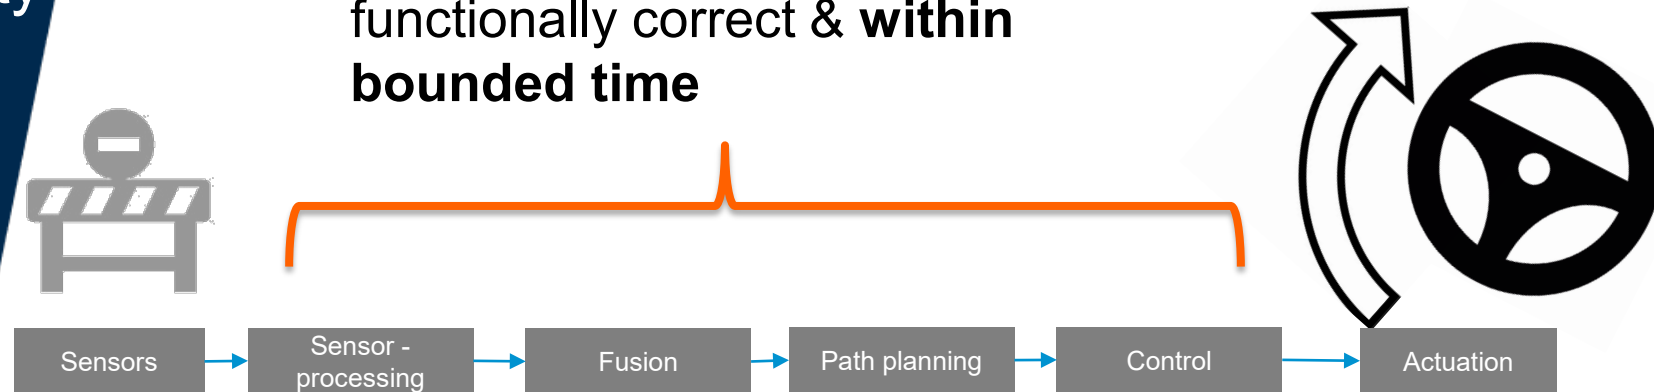 functionally correct & within
bounded time
Sensors
Sensor -
processing
Fusion
Path planning
Control
Actuation